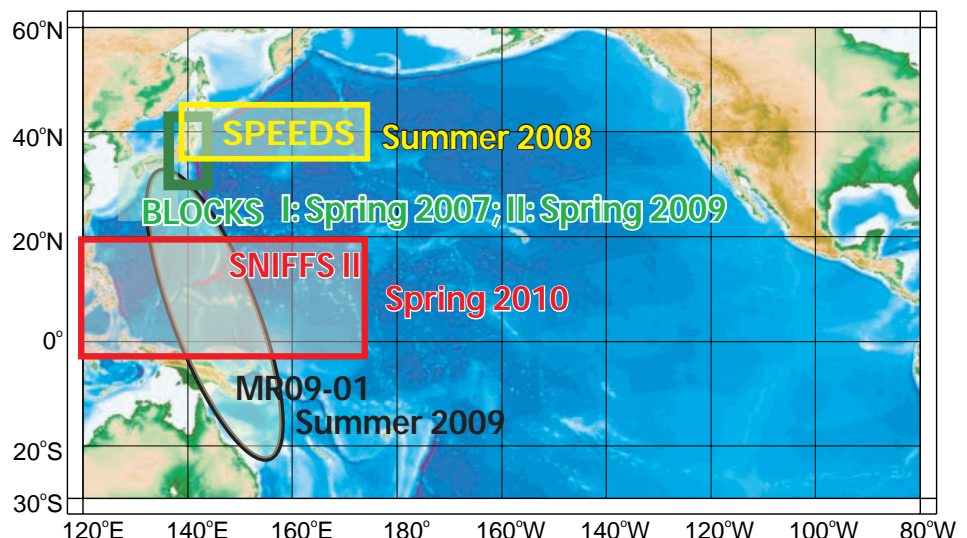 60°N
40°N
20°N
0°
20°S
30°S
SPEEDS Summer 2008
BLOCKS I: Spring 2007; II: Spring 2009
SNIFFS II
Spring 2010
MR09-01
Summer 2009
120°E 140°E 160°E 180° 160°W 140°W 120°W 100°W 80°W